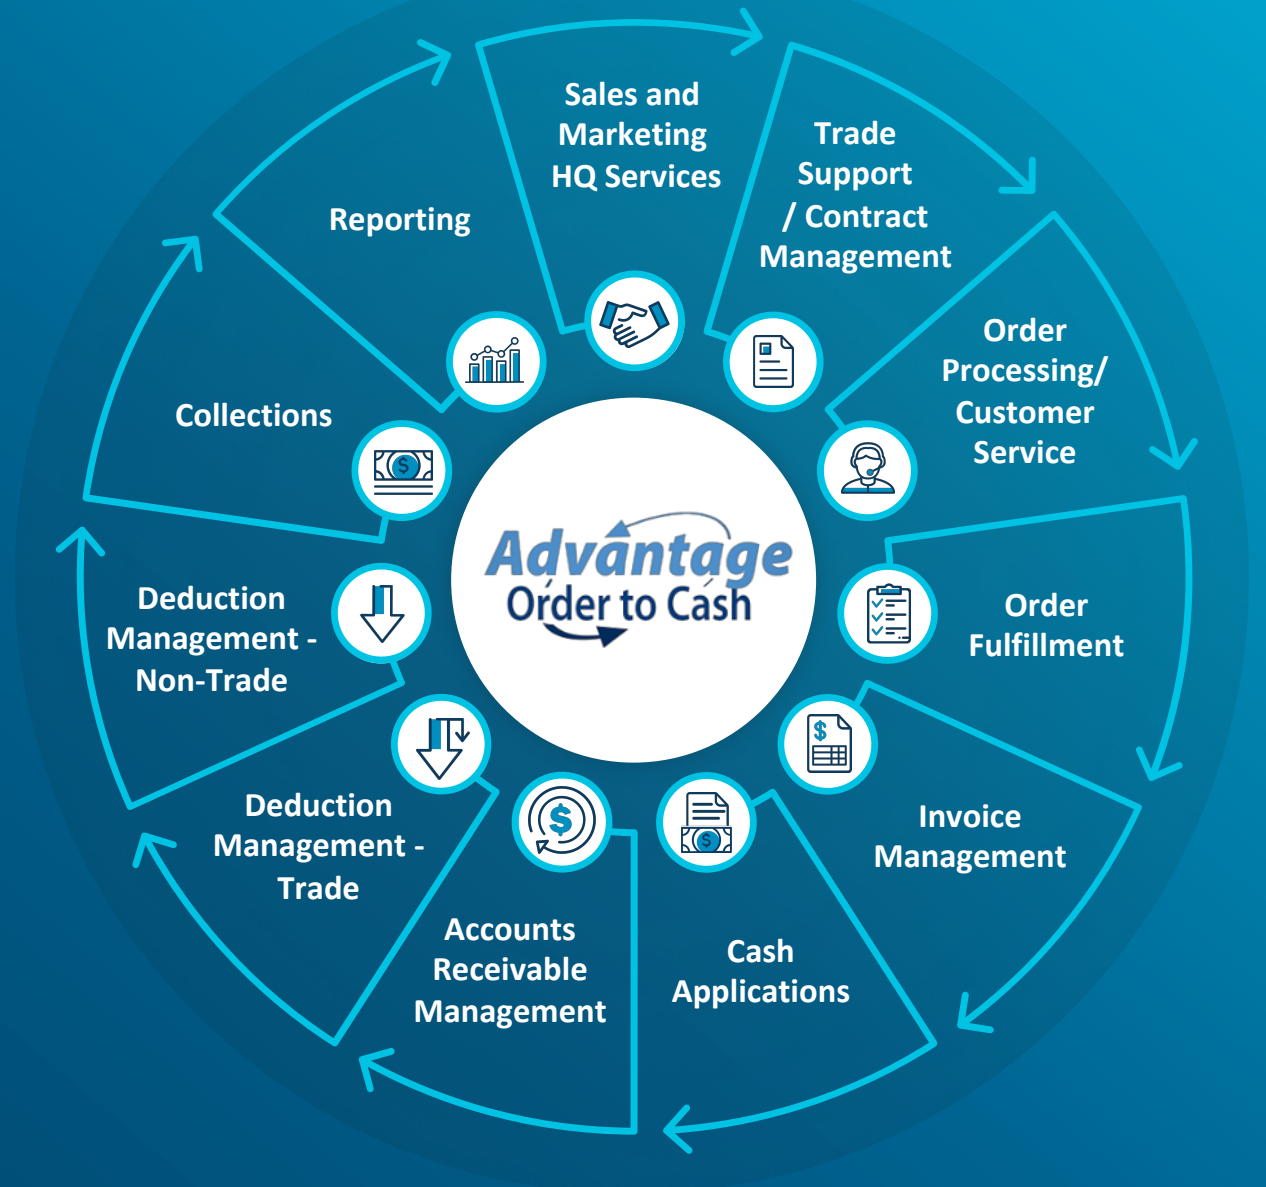 Sales and
Marketing
HQ Services
Trade
Support
/ Contract
Management
Order
Processing/
Customer
Service
Order
Fulfillment
Invoice
Management
Cash
Applications
Accounts
Receivable
Management
Deduction
Management -
Trade
Deduction
Management -
Non-Trade
Collections
Reporting
Advantage
Order to Cash
$
$
$
$